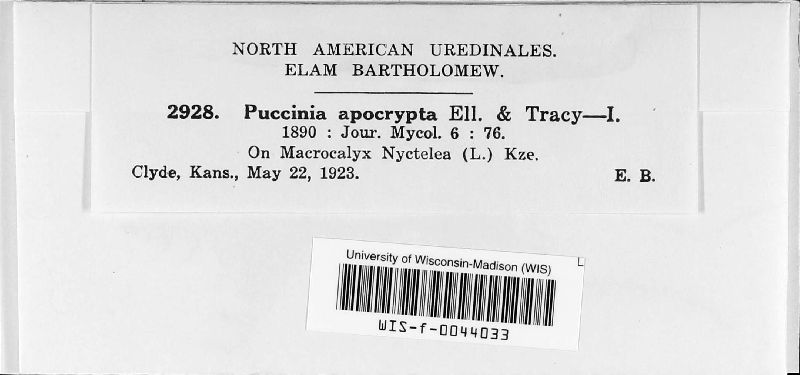 NORTH AMERICAN UREDINALES.
ELAM BARTHOLOMEW.
2928. Puccinia apocrypta Ell. & Tracy—I.
1890 : Jour. Mycol. 6 : 76.
On Macrocalyx Nyctelea (L.) Kze.
Clyde, Kans., May 22, 1923. E. B.
University of Wisconsin-Madison (WIS)
WIS-f-0044033